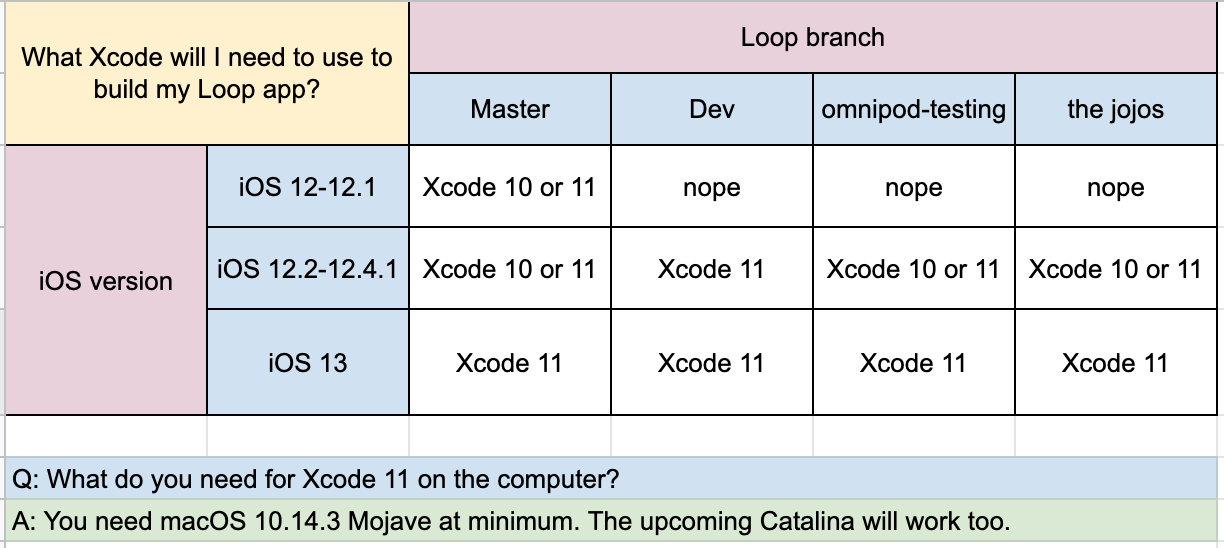 What Xcode will I need to use to
build my Loop app?
Loop branch
Master Dev omnipod-testing the jojos
iOS version
iOS 12-12.1 Xcode 10 or 11 nope nope nope
iOS 12.2-12.4.1 Xcode 10 or 11 Xcode 11 Xcode 10 or 11 Xcode 10 or 11
iOS 13 Xcode 11 Xcode 11 Xcode 11 Xcode 11
Q: What do you need for Xcode 11 on the computer?
A: You need macOS 10.14.3 Mojave at minimum. The upcoming Catalina will work too.